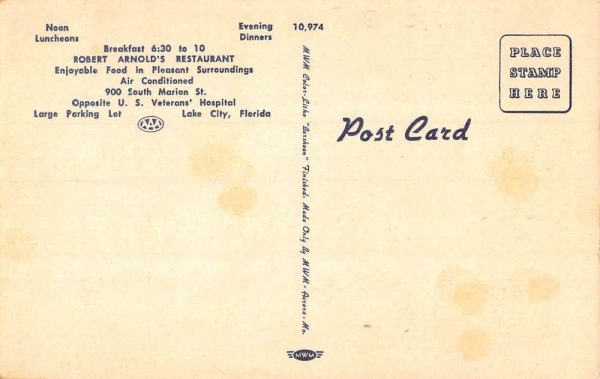 Noon Evening
Luncheons Dinners
Breakfast 6:30 to 10
ROBERT ARNOLD'S RESTAURANT
Enjoyable Food in Pleasant Surroundings
Air Conditioned
900 South Marion St.
Opposite U. S. Veterans' Hospital
Large Parking Lot AAA Lake City, Florida
10,974
MWM Color-Litho "Aursheen" Finished. Made Only By MWM - Aurora, Mo.
MWM
Post Card
PLACE
STAMP
HERE